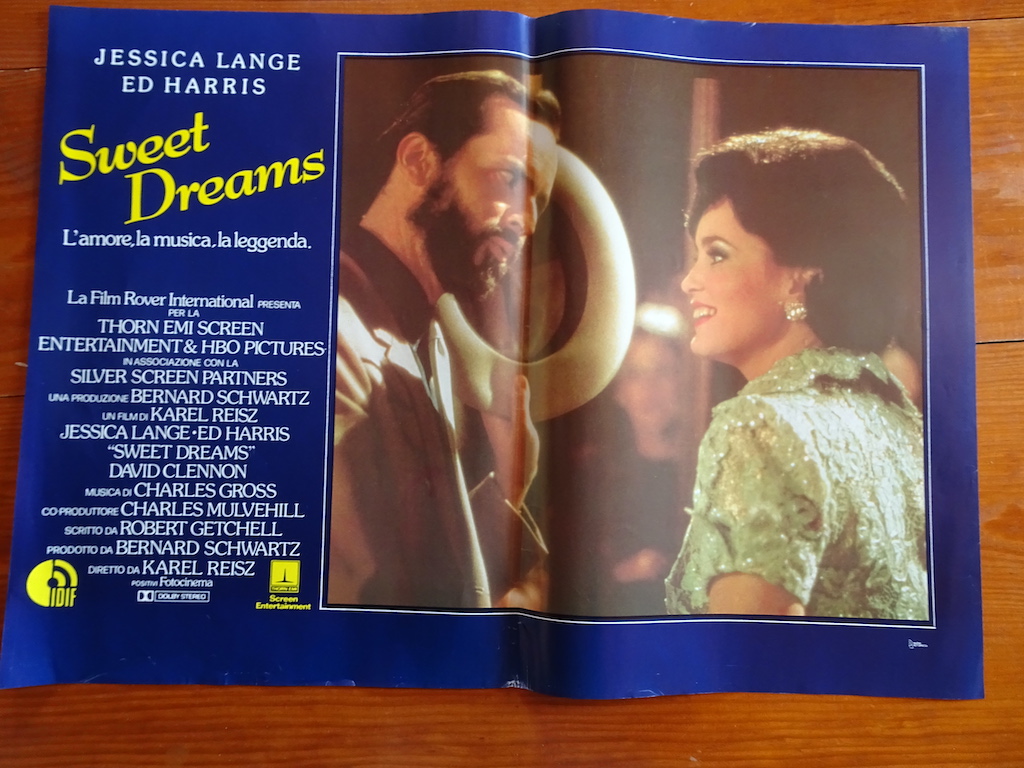 JESSICA LANGE
ED HARRIS
Sweet
Dreams
L'amore, la musica, la leggenda.
La Film Rover International PRESENTA
PER LA
THORN EMI SCREEN
ENTERTAINMENT & HBO PICTURES
IN ASSOCIAZIONE CON LA
SILVER SCREEN PARTNERS
UNA PRODUZIONE BERNARD SCHWARTZ
UN FILM DI KAREL REISZ
JESSICA LANGE • ED HARRIS
"SWEET DREAMS"
DAVID CLENNON
MUSICA DI CHARLES GROSS
CO-PRODUTTORE CHARLES MULVEHILL
SCRITTO DA ROBERT GETCHELL
PRODOTTO DA BERNARD SCHWARTZ
DIRETTO DA KAREL REISZ
POSITIVI Fotocinema
DOLBY STEREO
IDIF
THORN EMI
Screen
Entertainment